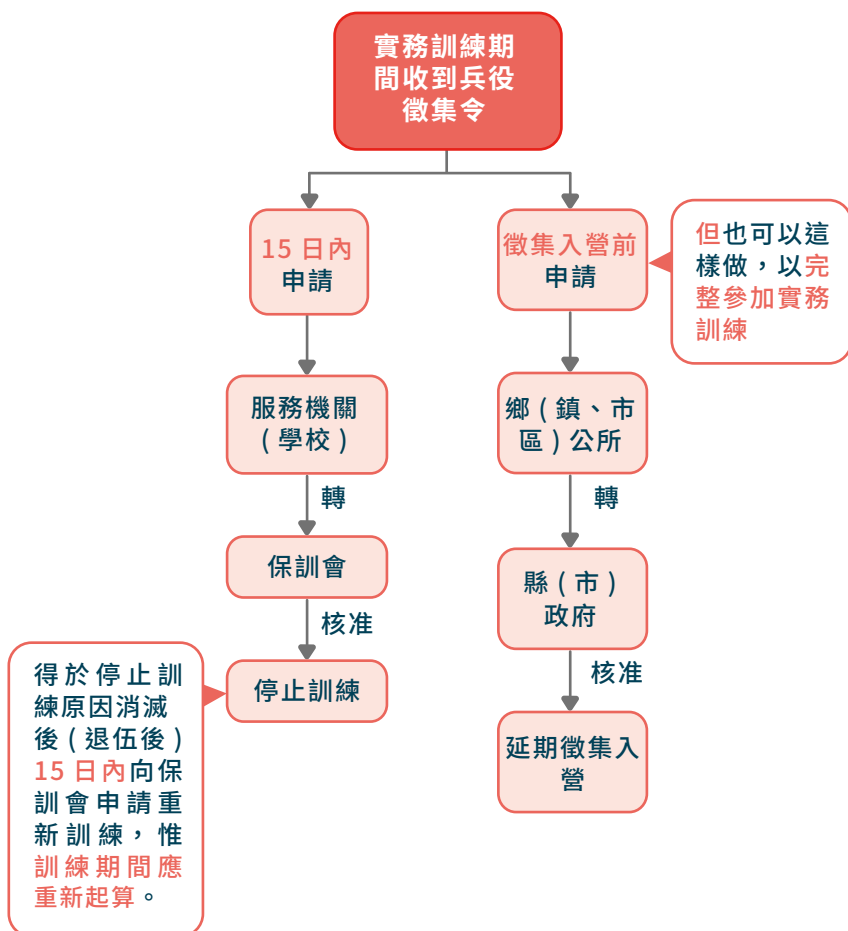 實務訓練期
間收到兵役
徵集令
15 日內
申請
服務機關
(學校)
轉
保訓會
核准
停止訓練
得於停止訓
練原因消滅
後(退伍後)
15 日內向保
訓會申請重
新訓練，惟
訓練期間應
重新起算。
徵集入營前
申請
但也可以這
樣做，以完
整參加實務
訓練
鄉(鎮、市
區)公所
轉
縣(市)
政府
核准
延期徵集入
營